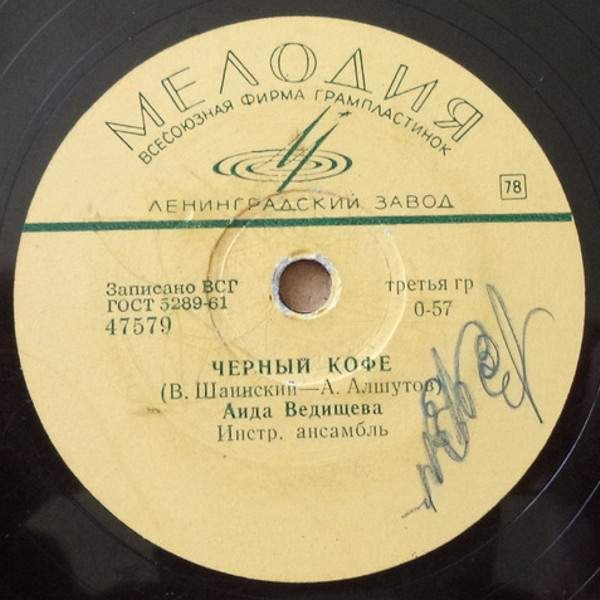 МЕЛОДИЯ
ВСЕСОЮЗНАЯ ФИРМА ГРАМПЛАСТИНОК
78
ЛЕНИНГРАДСКИЙ ЗАВОД
Записано ВСГ
ГОСТ 5289-61
47579
третья гр
0-57
ЧЕРНЫЙ КОФЕ
(В. Шаинский—А. Алшутов)
Аида Ведищева
Инстр. ансамбль